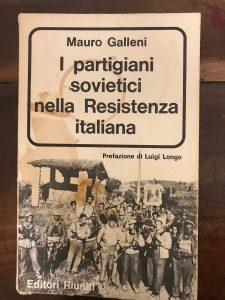 Mauro Galleni
I partigiani
sovietici
nella Resistenza
italiana
Prefazione di Luigi Longo
Editori Riuniti